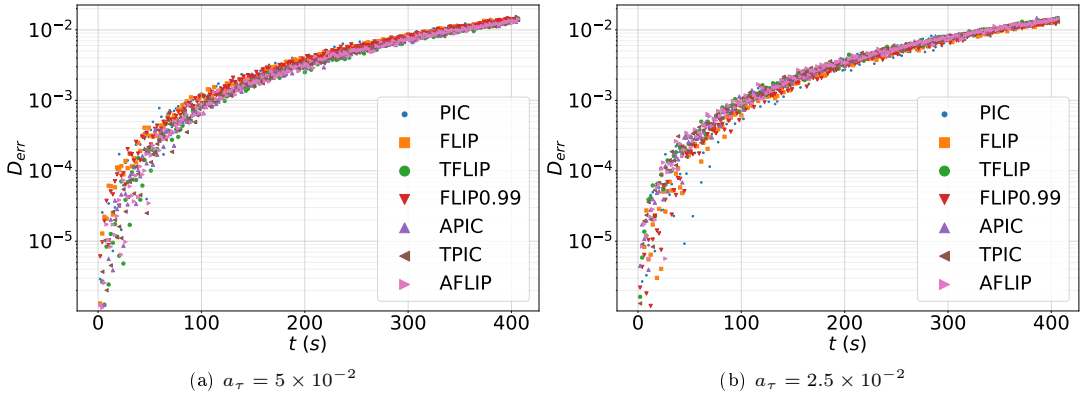 10⁻²
10⁻³
10⁻⁴
10⁻⁵
D_err
PIC
FLIP
TFLIP
FLIP0.99
APIC
TPIC
AFLIP
0 100 200 300 400
t (s)
(a) a_τ = 5 × 10⁻²
10⁻²
10⁻³
10⁻⁴
10⁻⁵
D_err
PIC
FLIP
TFLIP
FLIP0.99
APIC
TPIC
AFLIP
0 100 200 300 400
t (s)
(b) a_τ = 2.5 × 10⁻²